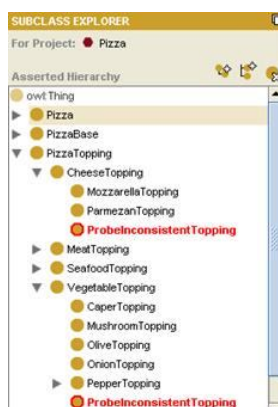 SUBCLASS EXPLORER
For Project: Pizza
Asserted Hierarchy
owl:Thing
Pizza
PizzaBase
PizzaTopping
CheeseTopping
MozzarellaTopping
ParmezanTopping
ProbeInconsistentTopping
MeatTopping
SeafoodTopping
VegetableTopping
CaperTopping
MushroomTopping
OliveTopping
OnionTopping
PepperTopping
ProbeInconsistentTopping